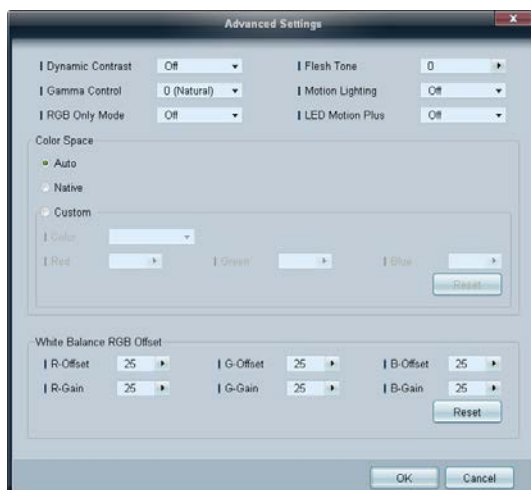 Advanced Settings
x
Dynamic Contrast Off Flesh Tone 0
Gamma Control 0 (Natural) Motion Lighting Off
RGB Only Mode Off LED Motion Plus Off
Color Space
Auto
Native
Custom
Color
Red Green Blue
Reset
White Balance RGB Offset
R-Offset 25 G-Offset 25 B-Offset 25
R-Gain 25 G-Gain 25 B-Gain 25
Reset
OK Cancel